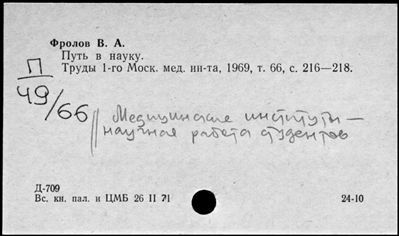 Фролов В. А.
Путь в науку.
Труды 1-го Моск. мед. ин-та, 1969, т. 66, с. 216—218.
П
49/66
Медицинские институты —
научная работа студентов
Д-709
Вс. кн. пал. и ЦМБ 26 II 71
24-10